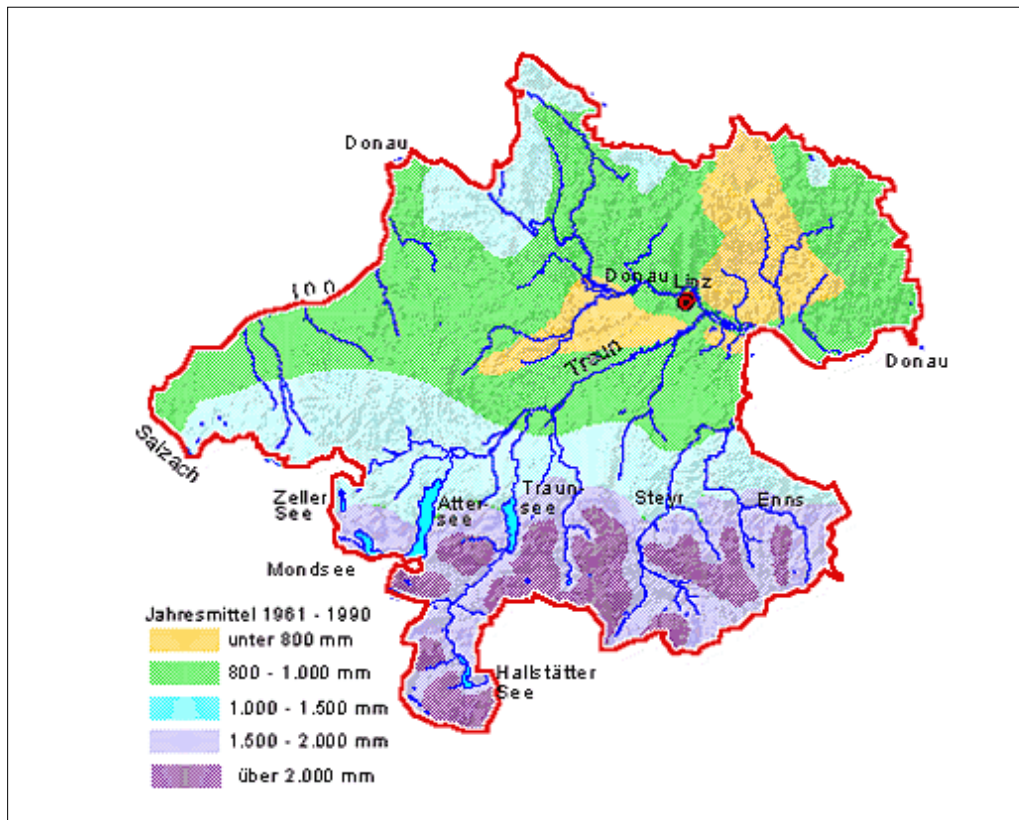 Donau
Donau Linz
Traun
Donau
Salzach
Zeller
See
Atter-
see
Traun-
see
Steyr
Enns
Mondsee
Hallstätter
See
Jahresmittel 1961 - 1990
unter 800 mm
800 - 1.000 mm
1.000 - 1.500 mm
1.500 - 2.000 mm
über 2.000 mm